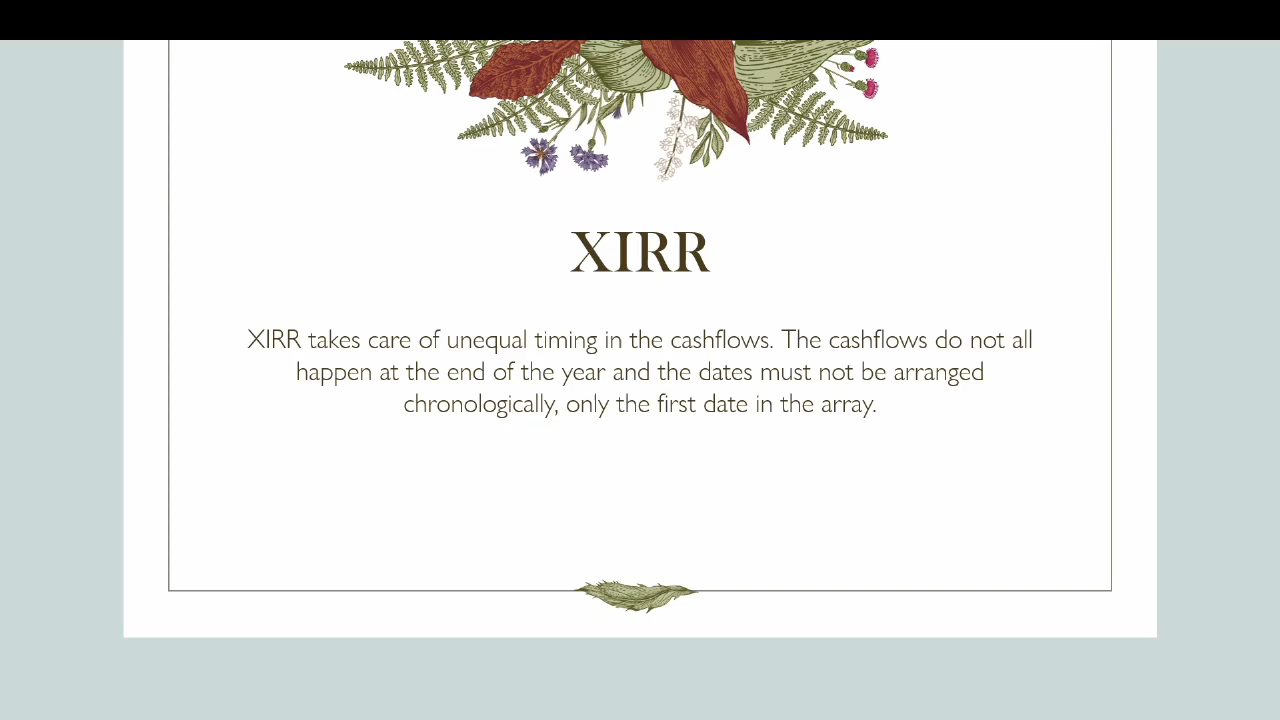 XIRR
XIRR takes care of unequal timing in the cashflows. The cashflows do not all
happen at the end of the year and the dates must not be arranged
chronologically, only the first date in the array.